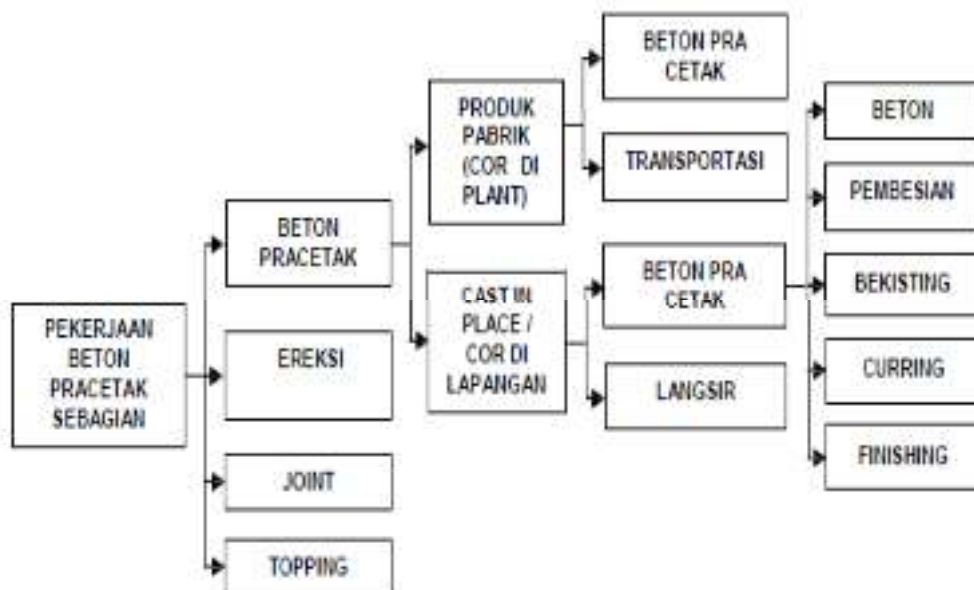 PEKERJAAN
BETON
PRACETAK
SEBAGIAN
BETON
PRACETAK
EREKSI
JOINT
TOPPING
PRODUK
PABRIK
(COR DI
PLANT)
CAST IN
PLACE /
COR DI
LAPANGAN
BETON PRA
CETAK
TRANSPORTASI
BETON PRA
CETAK
LANGSIR
BETON
PEMBESIAN
BEKISTING
CURRING
FINISHING